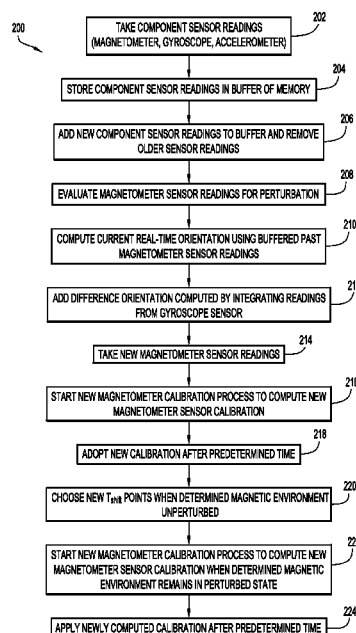 200
202
TAKE COMPONENT SENSOR READINGS
(MAGNETOMETER, GYROSCOPE, ACCELEROMETER)
204
STORE COMPONENT SENSOR READINGS IN BUFFER OF MEMORY
206
ADD NEW COMPONENT SENSOR READINGS TO BUFFER AND REMOVE
OLDER SENSOR READINGS
208
EVALUATE MAGNETOMETER SENSOR READINGS FOR PERTURBATION
210
COMPUTE CURRENT REAL-TIME ORIENTATION USING BUFFERED PAST
MAGNETOMETER SENSOR READINGS
21
ADD DIFFERENCE ORIENTATION COMPUTED BY INTEGRATING READINGS
FROM GYROSCOPE SENSOR
214
TAKE NEW MAGNETOMETER SENSOR READINGS
216
START NEW MAGNETOMETER CALIBRATION PROCESS TO COMPUTE NEW
MAGNETOMETER SENSOR CALIBRATION
218
ADOPT NEW CALIBRATION AFTER PREDETERMINED TIME
220
CHOOSE NEW Tshift POINTS WHEN DETERMINED MAGNETIC ENVIRONMENT
UNPERTURBED
22
START NEW MAGNETOMETER CALIBRATION PROCESS TO COMPUTE NEW
MAGNETOMETER SENSOR CALIBRATION WHEN DETERMINED MAGNETIC
ENVIRONMENT REMAINS IN PERTURBED STATE
224
APPLY NEWLY COMPUTED CALIBRATION AFTER PREDETERMINED TIME